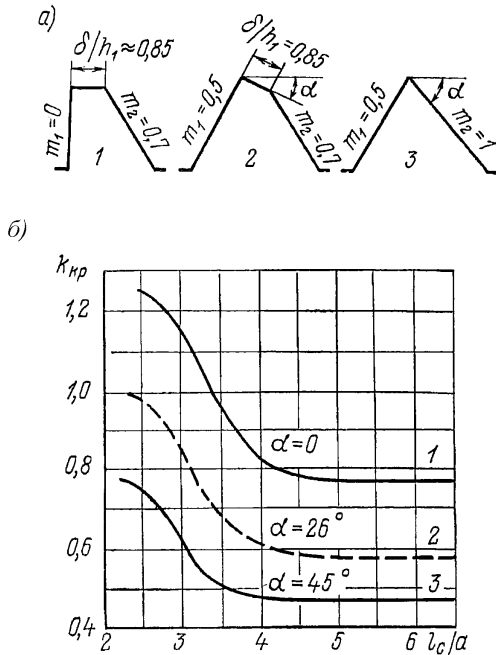 а)
δ/h₁≈0,85
m₁=0
m₂=0,7
1
δ/h₁=0,85
α
m₁=0,5
m₂=0,7
2
α
m₁=0,5
m₂=1
3
б)
kкр
1,2
1,0
0,8
0,6
0,4
α=0
1
α=26°
2
α=45°
3
2 3 4 5 6 lc/a